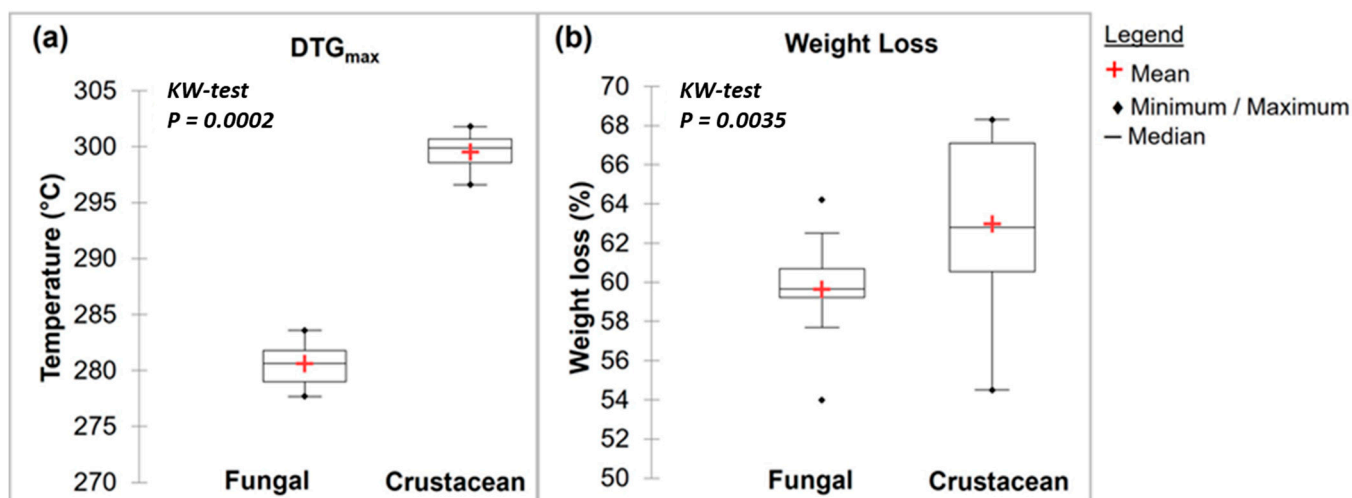 (a)
DTGmax
KW-test
P = 0.0002
Temperature (°C)
305
300
295
290
285
280
275
270
Fungal
Crustacean
(b)
Weight Loss
KW-test
P = 0.0035
Weight loss (%)
70
68
66
64
62
60
58
56
54
52
50
Fungal
Crustacean
Legend
Mean
Minimum / Maximum
Median